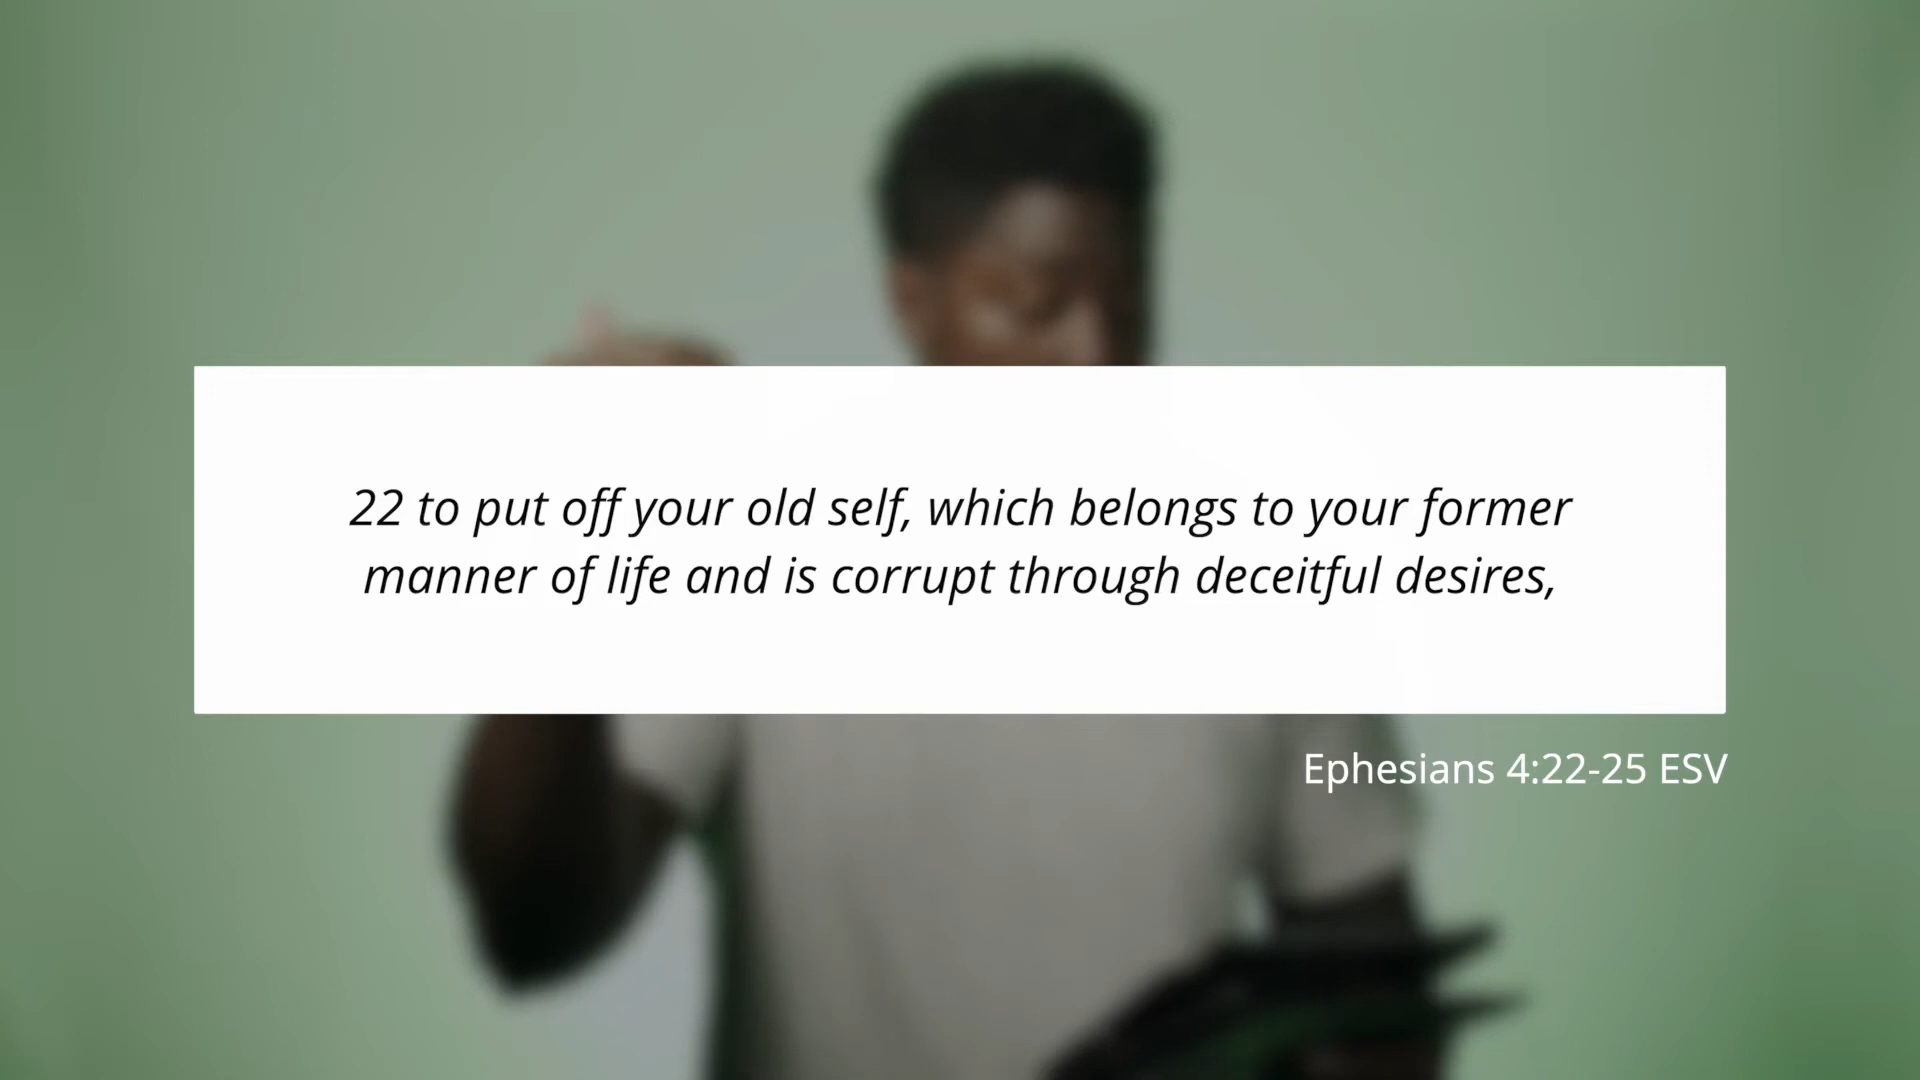 22 to put off your old self, which belongs to your former
manner of life and is corrupt through deceitful desires,
Ephesians 4:22-25 ESV